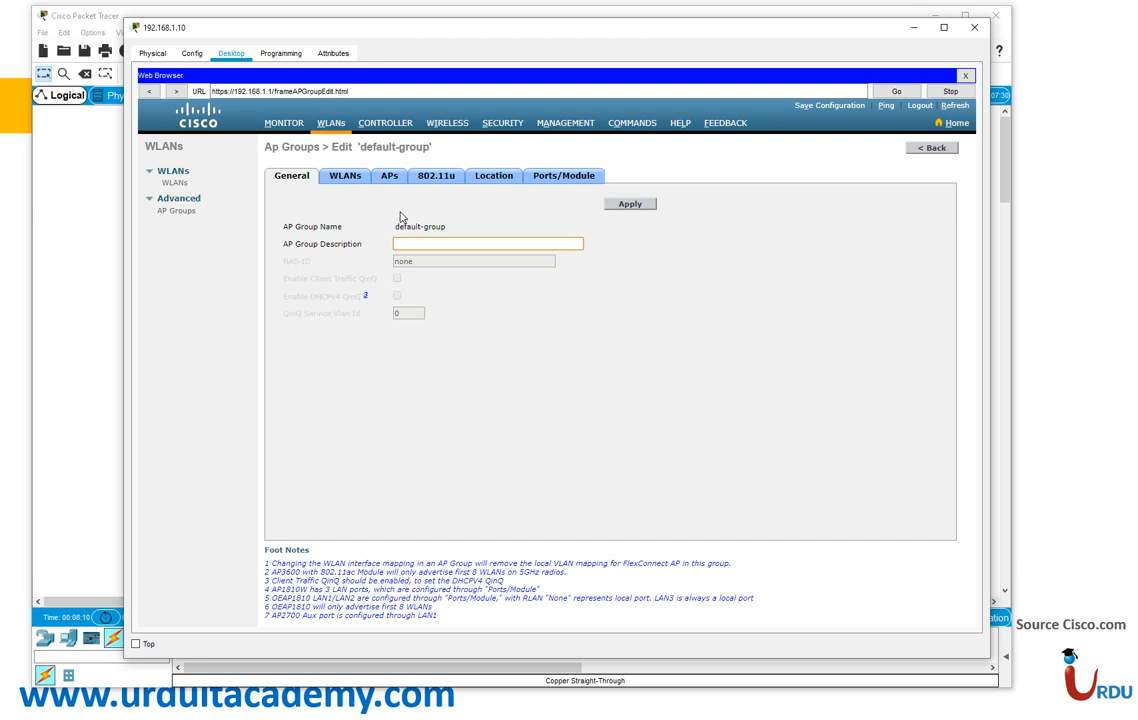 Cisco Packet Tracer
192.168.1.10
File Edit Options
Physical Config Desktop Programming Attributes
Web Browser X
< > URL https://192.168.1.1/frameAPGroupEdit.html Go Stop
Logical
07:30
Save Configuration Ping Logout Refresh
CISCO
MONITOR WLANs CONTROLLER WIRELESS SECURITY MANAGEMENT COMMANDS HELP FEEDBACK Home
WLANs
Ap Groups > Edit 'default-group' < Back
WLANs
WLANs
Advanced
AP Groups
General WLANs APs 802.11u Location Ports/Module
Apply
AP Group Name default-group
AP Group Description
NAS-ID none
Enable Client Traffic QinQ
Enable DHCPv4 QinQ 3
QinQ Service Vlan Id 0
Foot Notes
1 Changing the WLAN interface mapping in an AP Group will remove the local VLAN mapping for FlexConnect AP in this group.
2 AP3600 with 802.11ac Module will only advertise first 8 WLANs on 5GHz radios.
3 Client Traffic QinQ should be enabled, to set the DHCPV4 QinQ
4 AP1810W has 3 LAN ports, which are configured through "Ports/Module"
5 OEAP1810 LAN1/LAN2 are configured through "Ports/Module," with RLAN "None" represents local port. LAN3 is always a local port
6 OEAP1810 will only advertise first 8 WLANs
7 AP2700 Aux port is configured through LAN1
Time: 00:08:10
Top
Copper Straight-Through
Source Cisco.com
URDU
www.urduitacademy.com